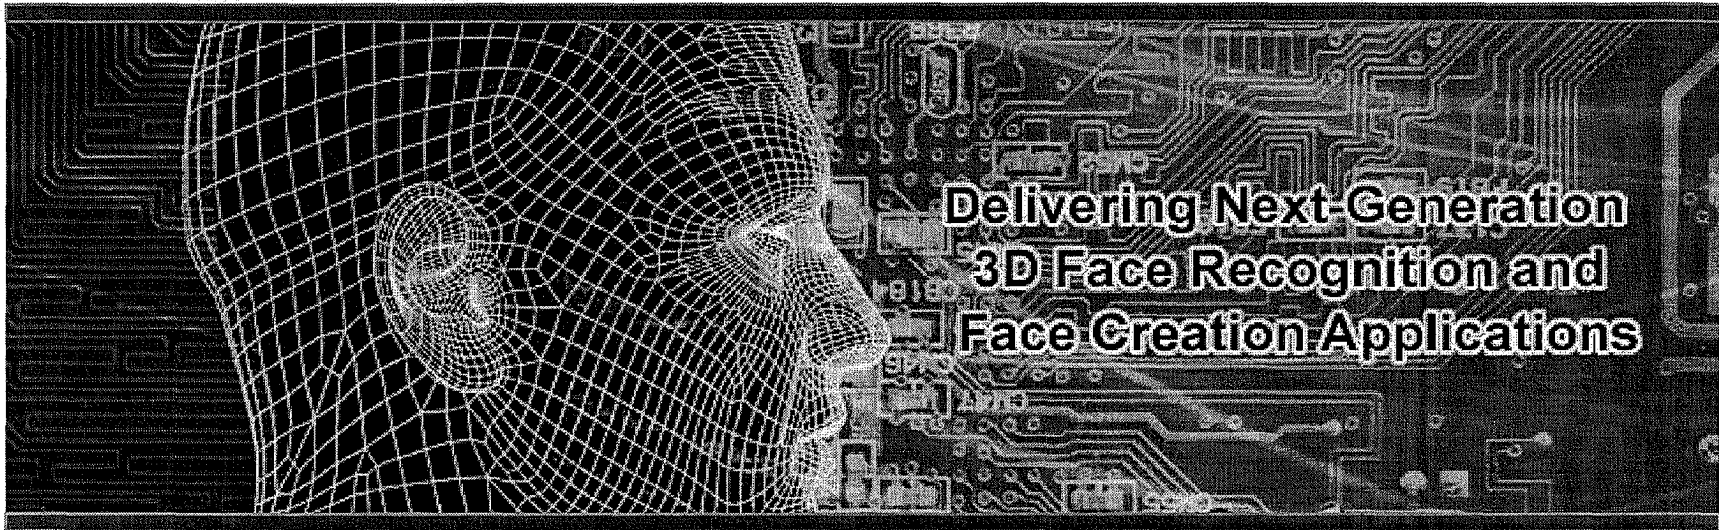 Delivering Next-Generation
3D Face Recognition and
Face Creation Applications